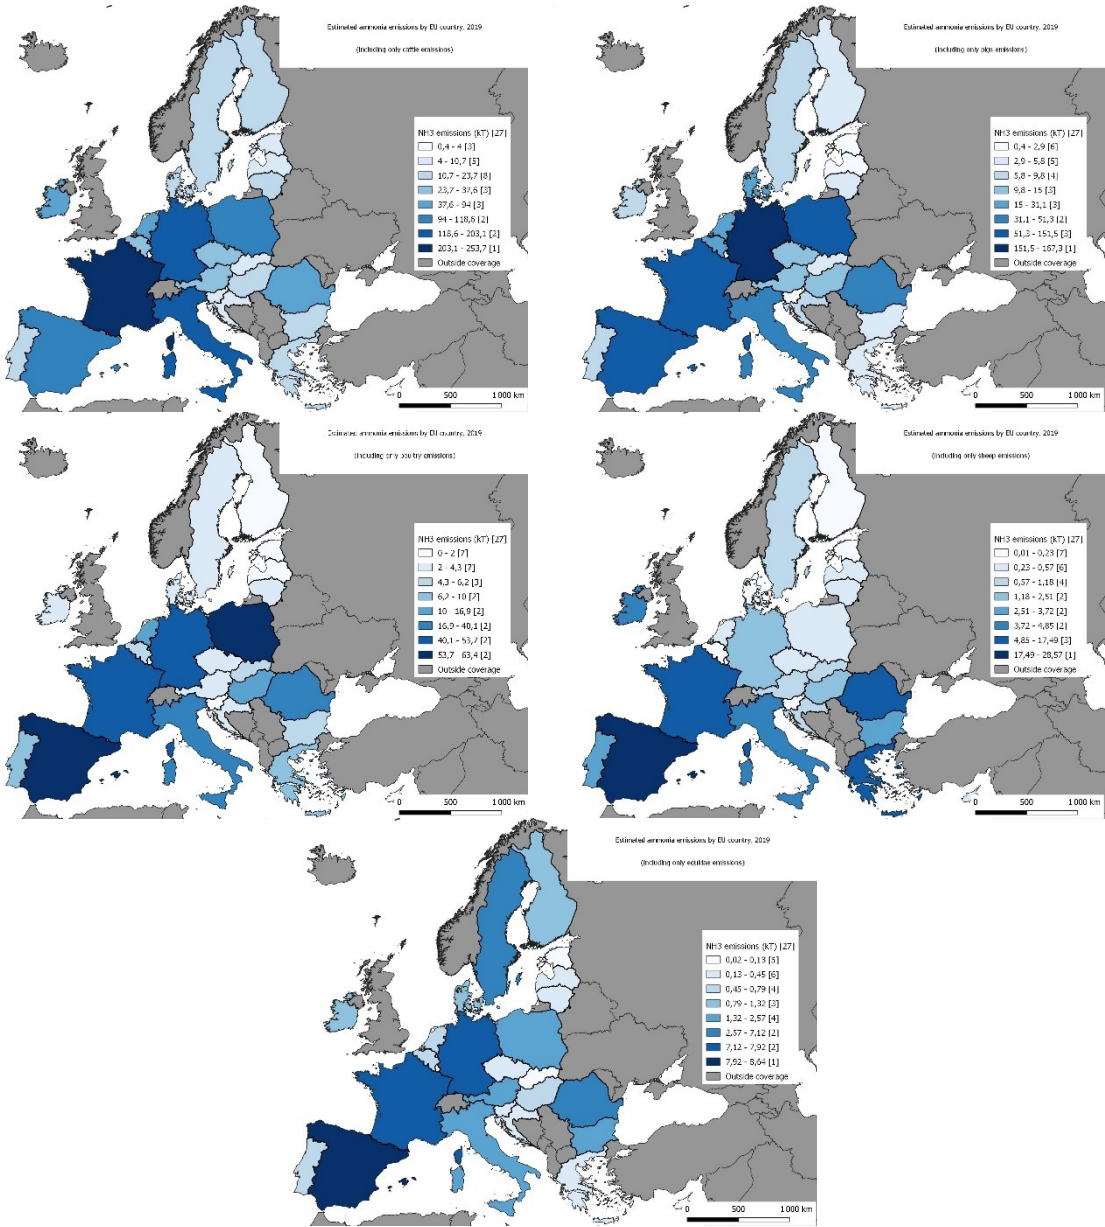 Estimated ammonia emissions by EU country, 2019
(Including only cattle emissions)
NH3 emissions (kT) [27]
0,4 - 4 [3]
4 - 10,7 [5]
10,7 - 23,7 [8]
23,7 - 37,6 [3]
37,6 - 94 [3]
94 - 118,6 [2]
118,6 - 203,1 [2]
203,1 - 253,7 [1]
Outside coverage
0 500 1 000 km
Estimated ammonia emissions by EU country, 2019
(Including only pigs emissions)
NH3 emissions (kT) [27]
0,4 - 2,9 [6]
2,9 - 5,8 [5]
5,8 - 9,8 [4]
9,8 - 15 [3]
15 - 31,1 [3]
31,1 - 51,3 [2]
51,3 - 151,5 [3]
151,5 - 167,3 [1]
Outside coverage
0 500 1 000 km
Estimated ammonia emissions by EU country, 2019
(Including only poultry emissions)
NH3 emissions (kT) [27]
0 - 2 [7]
2 - 4,3 [7]
4,3 - 6,2 [3]
6,2 - 10 [2]
10 - 16,9 [2]
16,9 - 40,1 [2]
40,1 - 53,7 [2]
53,7 - 63,4 [2]
Outside coverage
0 500 1 000 km
Estimated ammonia emissions by EU country, 2019
(Including only sheep emissions)
NH3 emissions (kT) [27]
0,01 - 0,23 [7]
0,23 - 0,57 [6]
0,57 - 1,18 [4]
1,18 - 2,51 [2]
2,51 - 3,72 [2]
3,72 - 4,85 [2]
4,85 - 17,49 [3]
17,49 - 28,57 [1]
Outside coverage
0 500 1 000 km
Estimated ammonia emissions by EU country, 2019
(Including only equidae emissions)
NH3 emissions (kT) [27]
0,02 - 0,13 [5]
0,13 - 0,45 [6]
0,45 - 0,79 [4]
0,79 - 1,32 [3]
1,32 - 2,57 [4]
2,57 - 7,12 [2]
7,12 - 7,92 [2]
7,92 - 8,64 [1]
Outside coverage
0 500 1 000 km